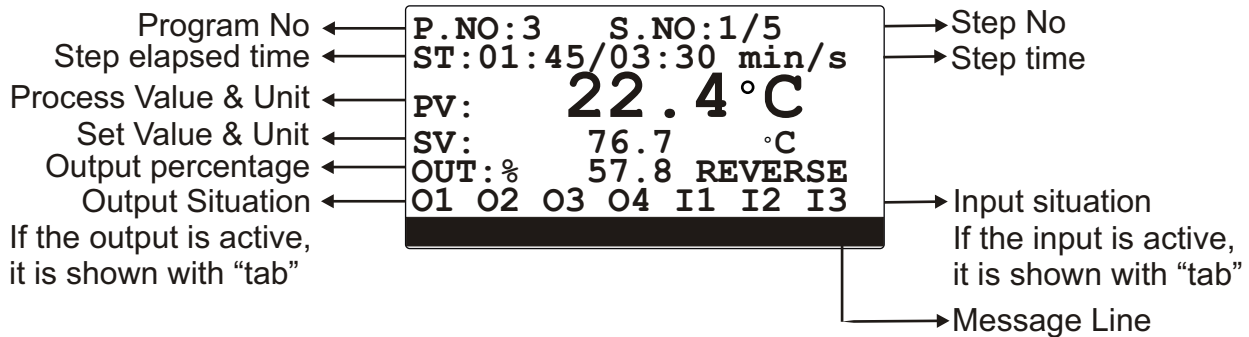 Program No
Step elapsed time
Process Value & Unit
Set Value & Unit
Output percentage
Output Situation
If the output is active,
it is shown with “tab”
P.NO:3 S.NO:1/5
ST:01:45/03:30 min/s
PV: 22.4°C
SV: 76.7 °C
OUT:% 57.8 REVERSE
O1 O2 O3 O4 I1 I2 I3
Step No
Step time
Input situation
If the input is active,
it is shown with “tab”
Message Line